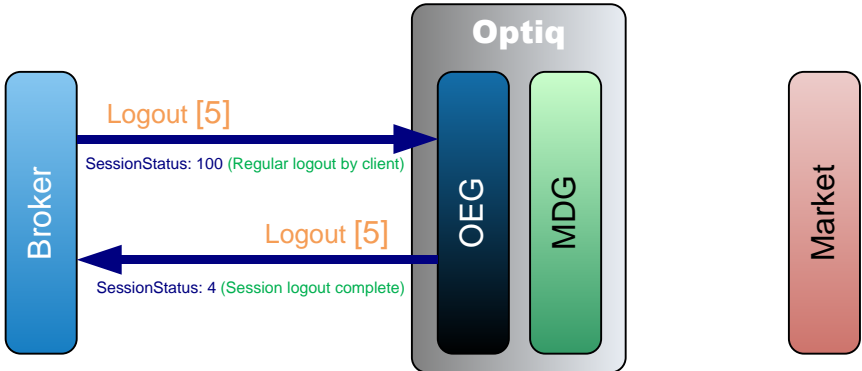 Optiq
Logout [5]
SessionStatus: 100 (Regular logout by client)
Broker
OEG
MDG
Market
Logout [5]
SessionStatus: 4 (Session logout complete)